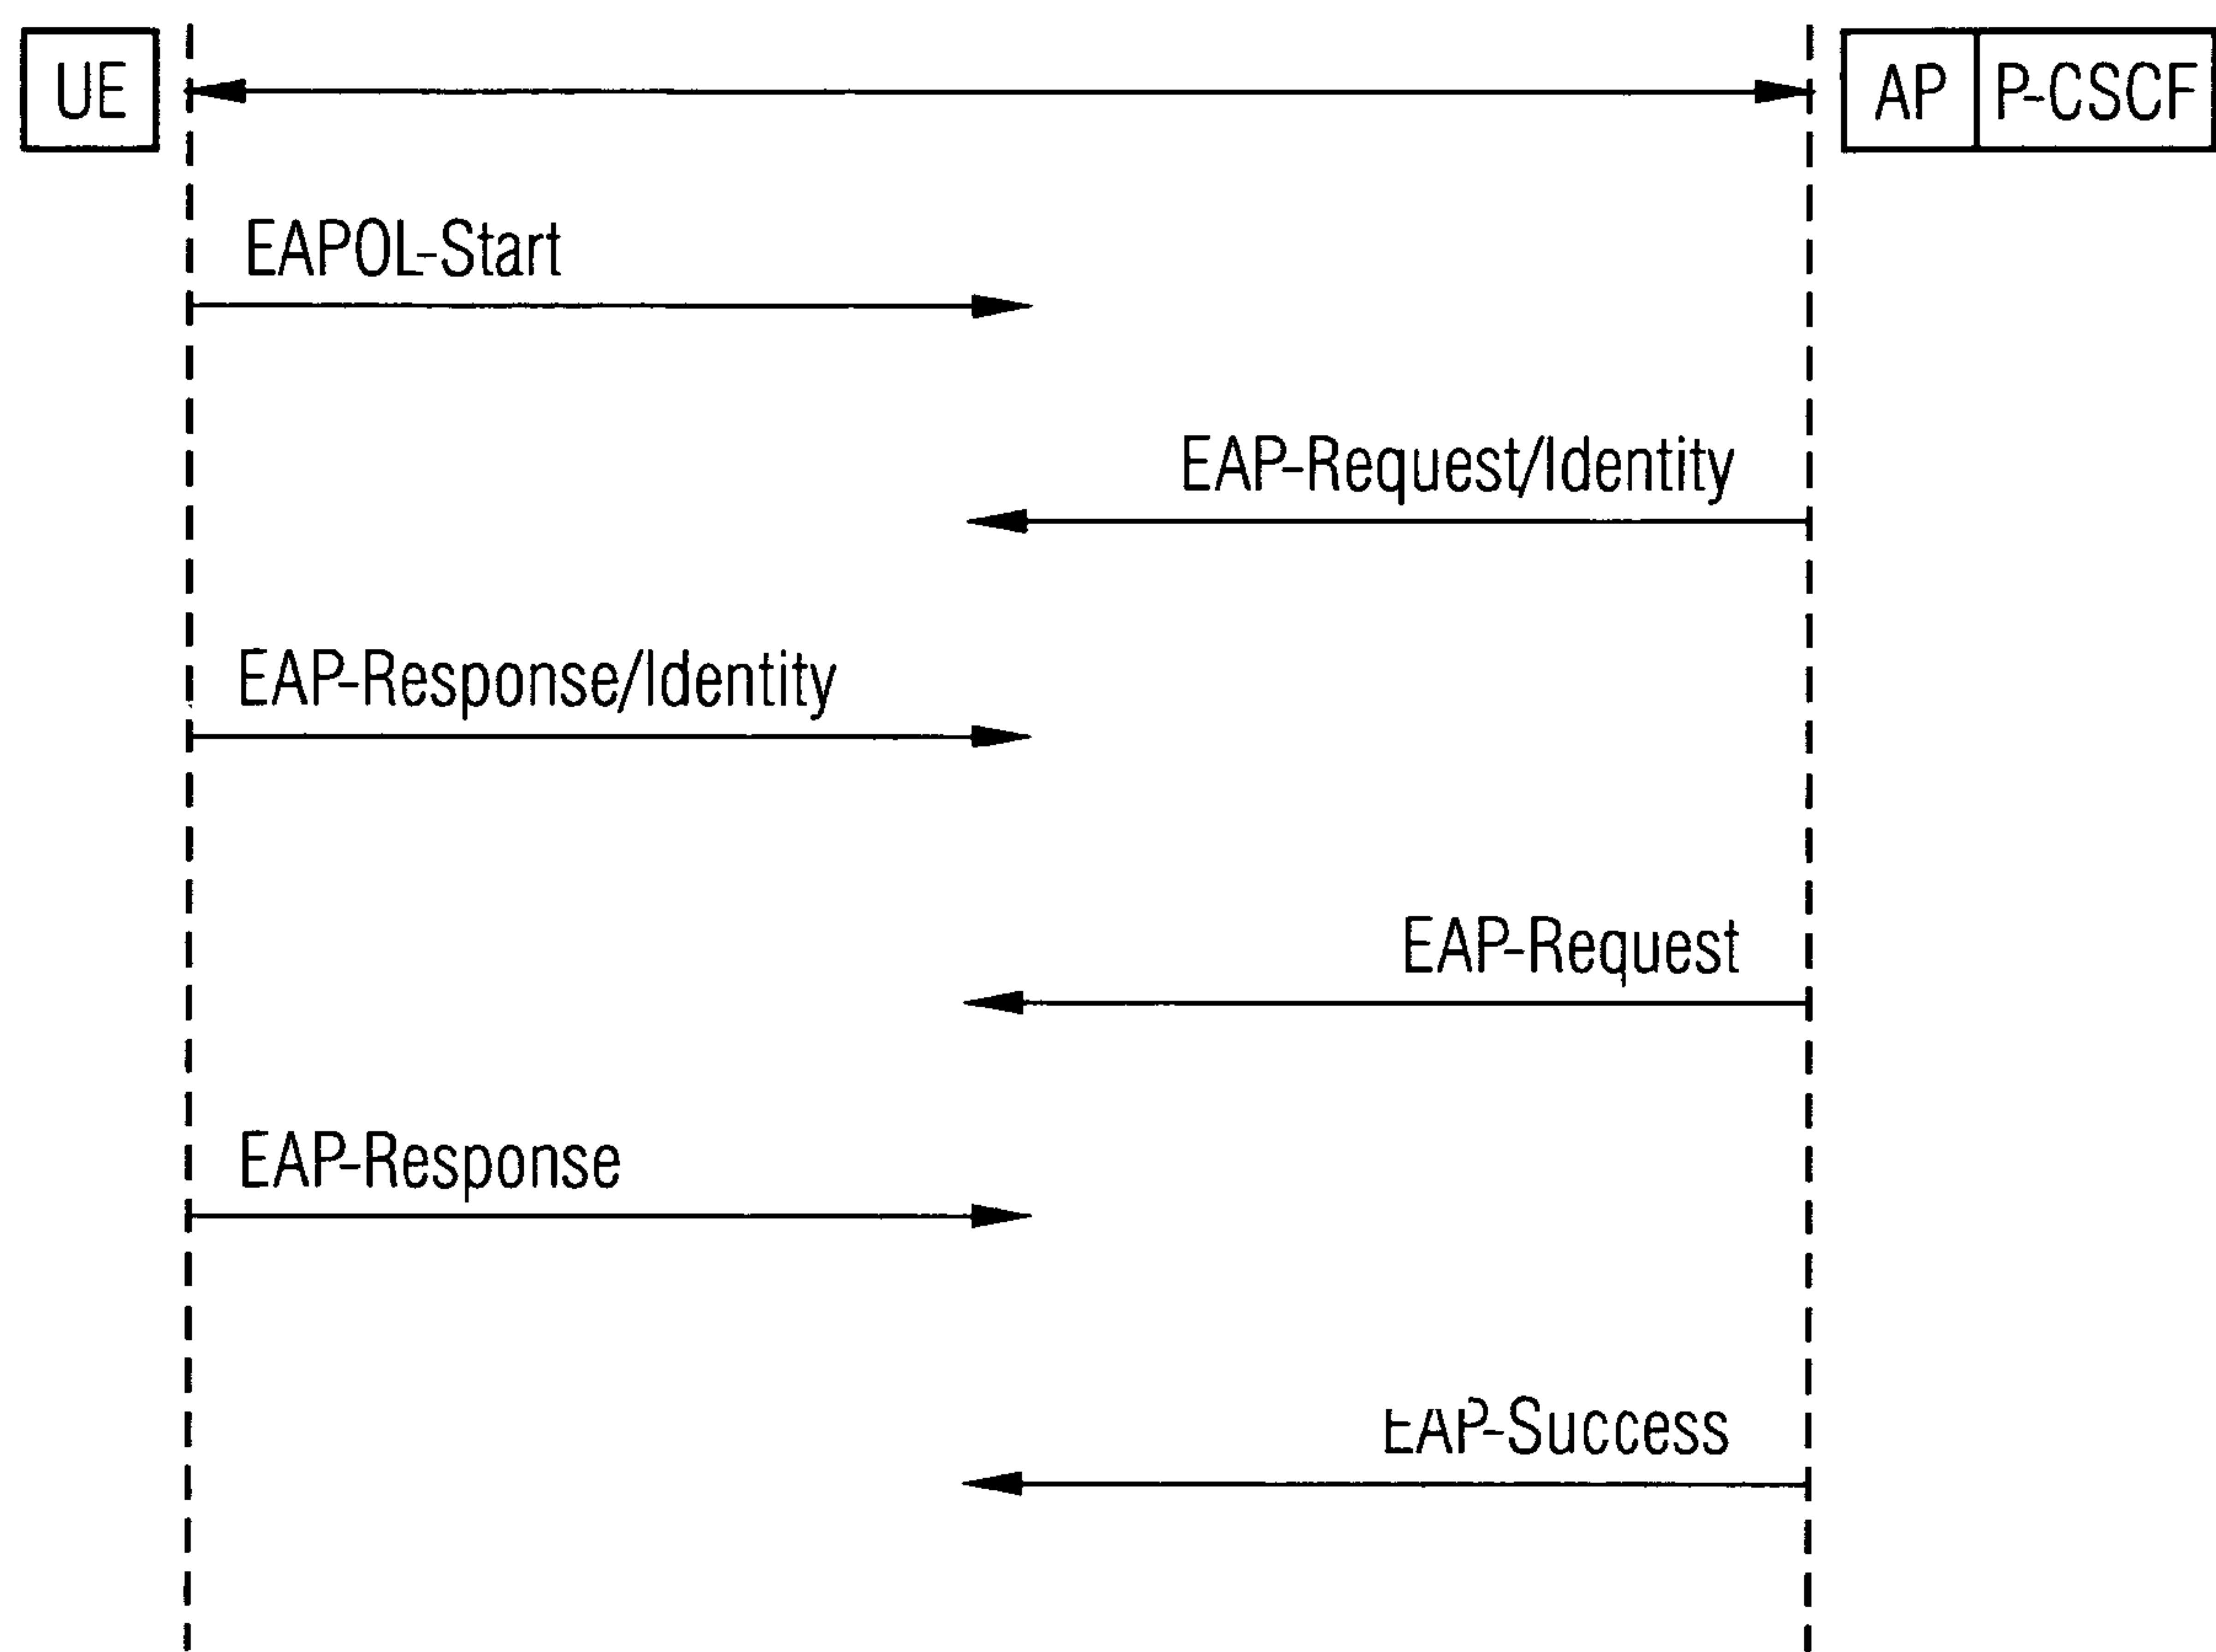 UE
AP P-CSCF
EAPOL-Start
EAP-Request/Identity
EAP-Response/Identity
EAP-Request
EAP-Response
EAP-Success